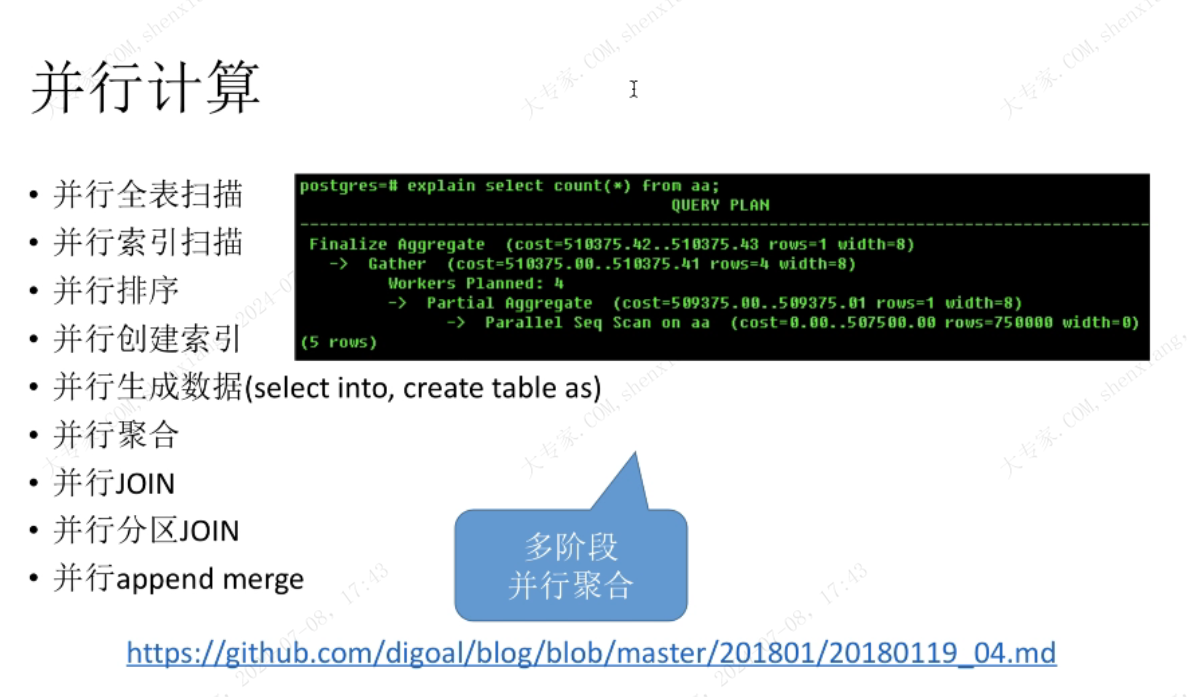 并行计算
• 并行全表扫描
• 并行索引扫描
• 并行排序
• 并行创建索引
• 并行生成数据(select into, create table as)
• 并行聚合
• 并行JOIN
• 并行分区JOIN
• 并行append merge
postgres=# explain select count(*) from aa;
QUERY PLAN
Finalize Aggregate (cost=510375.42..510375.43 rows=1 width=8)
-> Gather (cost=510375.00..510375.41 rows=4 width=8)
Workers Planned: 4
-> Partial Aggregate (cost=509375.00..509375.01 rows=1 width=8)
-> Parallel Seq Scan on aa (cost=0.00..507500.00 rows=750000 width=0)
(5 rows)
多阶段
并行聚合
https://github.com/digoal/blog/blob/master/201801/20180119_04.md